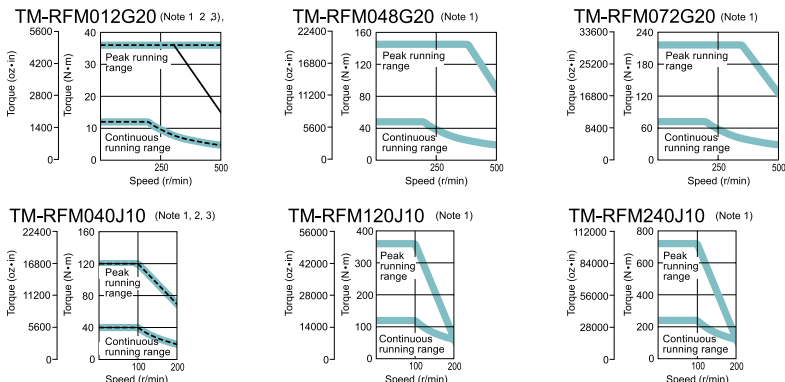 TM-RFM012G20 (Note 1 2 ,3),
Torque (oz•in)
5600
4200
2800
1400
0
Torque (N•m)
40
30
20
10
0
Peak running
range
Continuous
running range
250
500
Speed (r/min)
TM-RFM048G20 (Note 1)
Torque (oz•in)
22400
16800
11200
5600
0
Torque (N•m)
160
120
80
40
0
Peak running
range
Continuous
running range
250
500
Speed (r/min)
TM-RFM072G20 (Note 1)
Torque (oz•in)
33600
25200
16800
8400
0
Torque (N•m)
240
180
120
60
0
Peak running
range
Continuous
running range
250
500
Speed (r/min)
TM-RFM040J10 (Note 1, 2, 3)
Torque (oz•in)
22400
16800
11200
5600
0
Torque (N•m)
160
120
80
40
0
Peak
running
range
Continuous
running range
100
200
Speed (r/min)
TM-RFM120J10 (Note 1)
Torque (oz•in)
56000
42000
28000
14000
0
Torque (N•m)
400
300
200
100
0
Peak
running
range
Continuous
running range
100
200
Speed (r/min)
TM-RFM240J10 (Note 1)
Torque (oz•in)
112000
84000
56000
28000
0
Torque (N•m)
800
600
400
200
0
Peak
running
range
Continuous
running range
100
200
Speed (r/min)